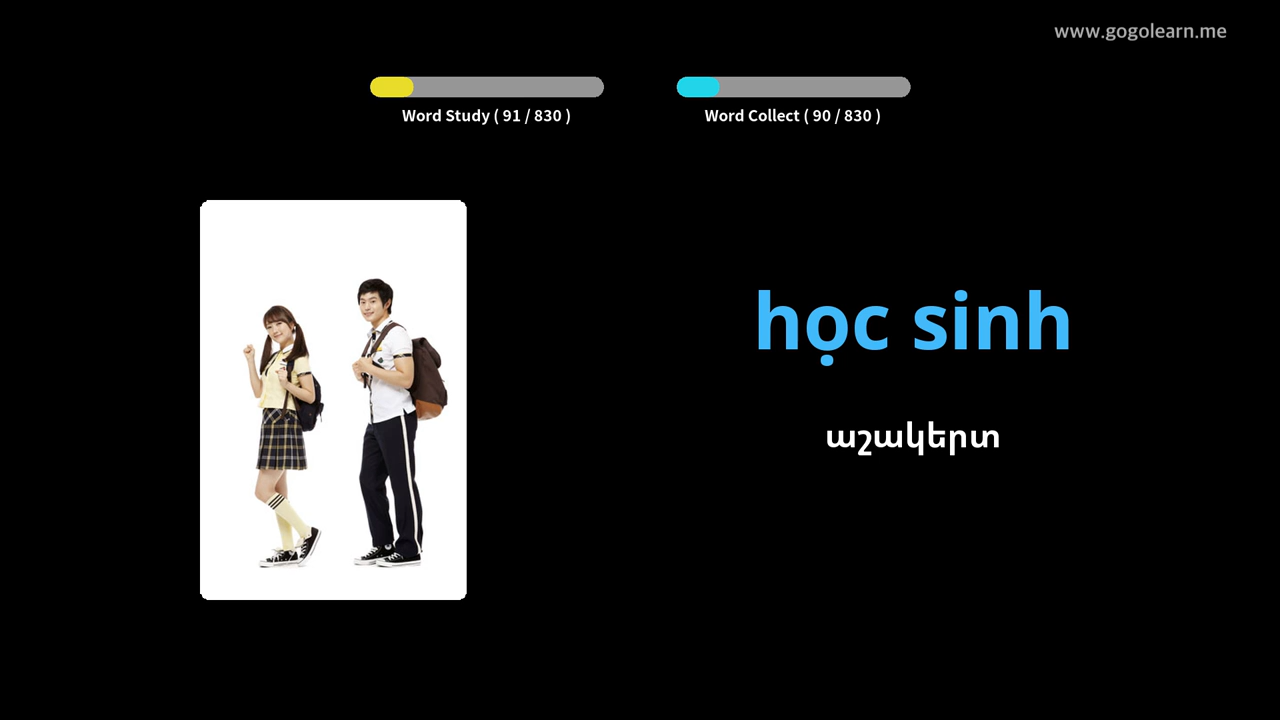 www.gogolearn.me
Word Study ( 91 / 830 )
Word Collect ( 90 / 830 )
học sinh
աշակերտ